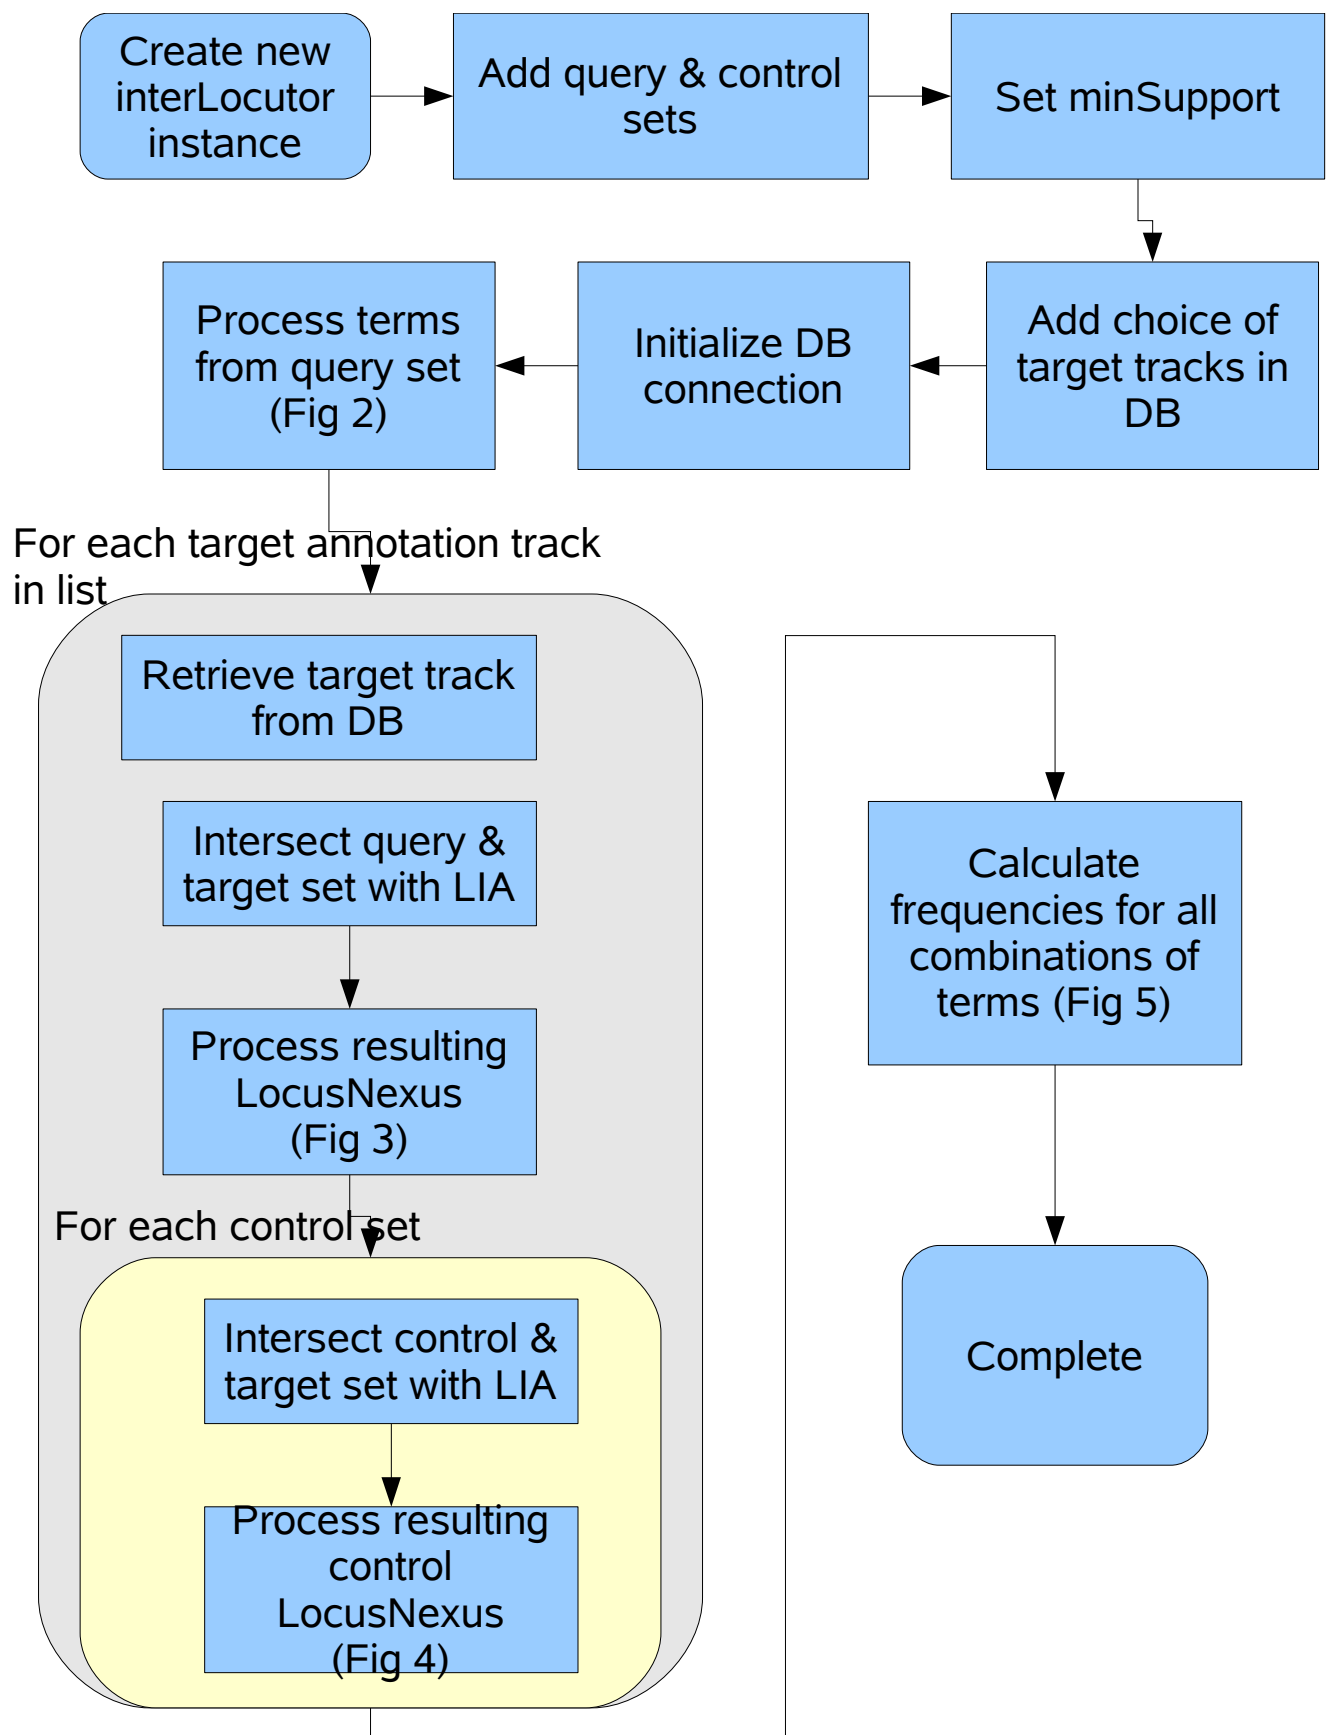 Create new
interLocutor
instance
Add query & control
sets
Set minSupport
Add choice of
target tracks in
DB
Initialize DB
connection
Process terms
from query set
(Fig 2)
For each target annotation track
in list
Retrieve target track
from DB
Intersect query &
target set with LIA
Process resulting
LocusNexus
(Fig 3)
For each control set
Intersect control &
target set with LIA
Process resulting
control
LocusNexus
(Fig 4)
Calculate
frequencies for all
combinations of
terms (Fig 5)
Complete